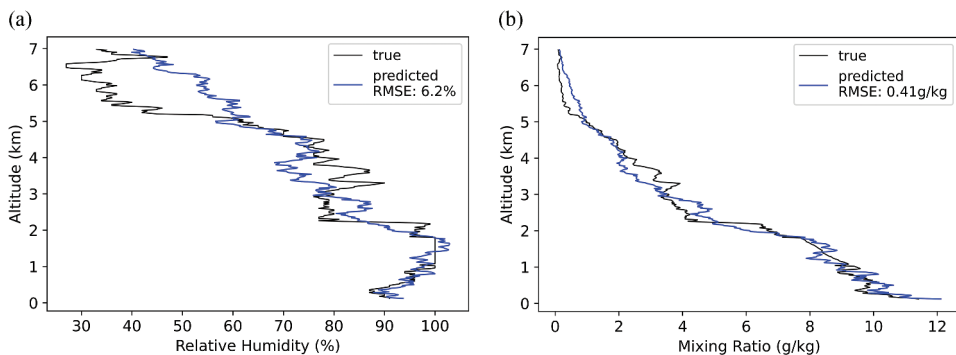 (a)
7
6
5
4
3
2
1
0
Altitude (km)
30 40 50 60 70 80 90 100
Relative Humidity (%)
true
predicted
RMSE: 6.2%
(b)
7
6
5
4
3
2
1
0
Altitude (km)
0 2 4 6 8 10 12
Mixing Ratio (g/kg)
true
predicted
RMSE: 0.41g/kg